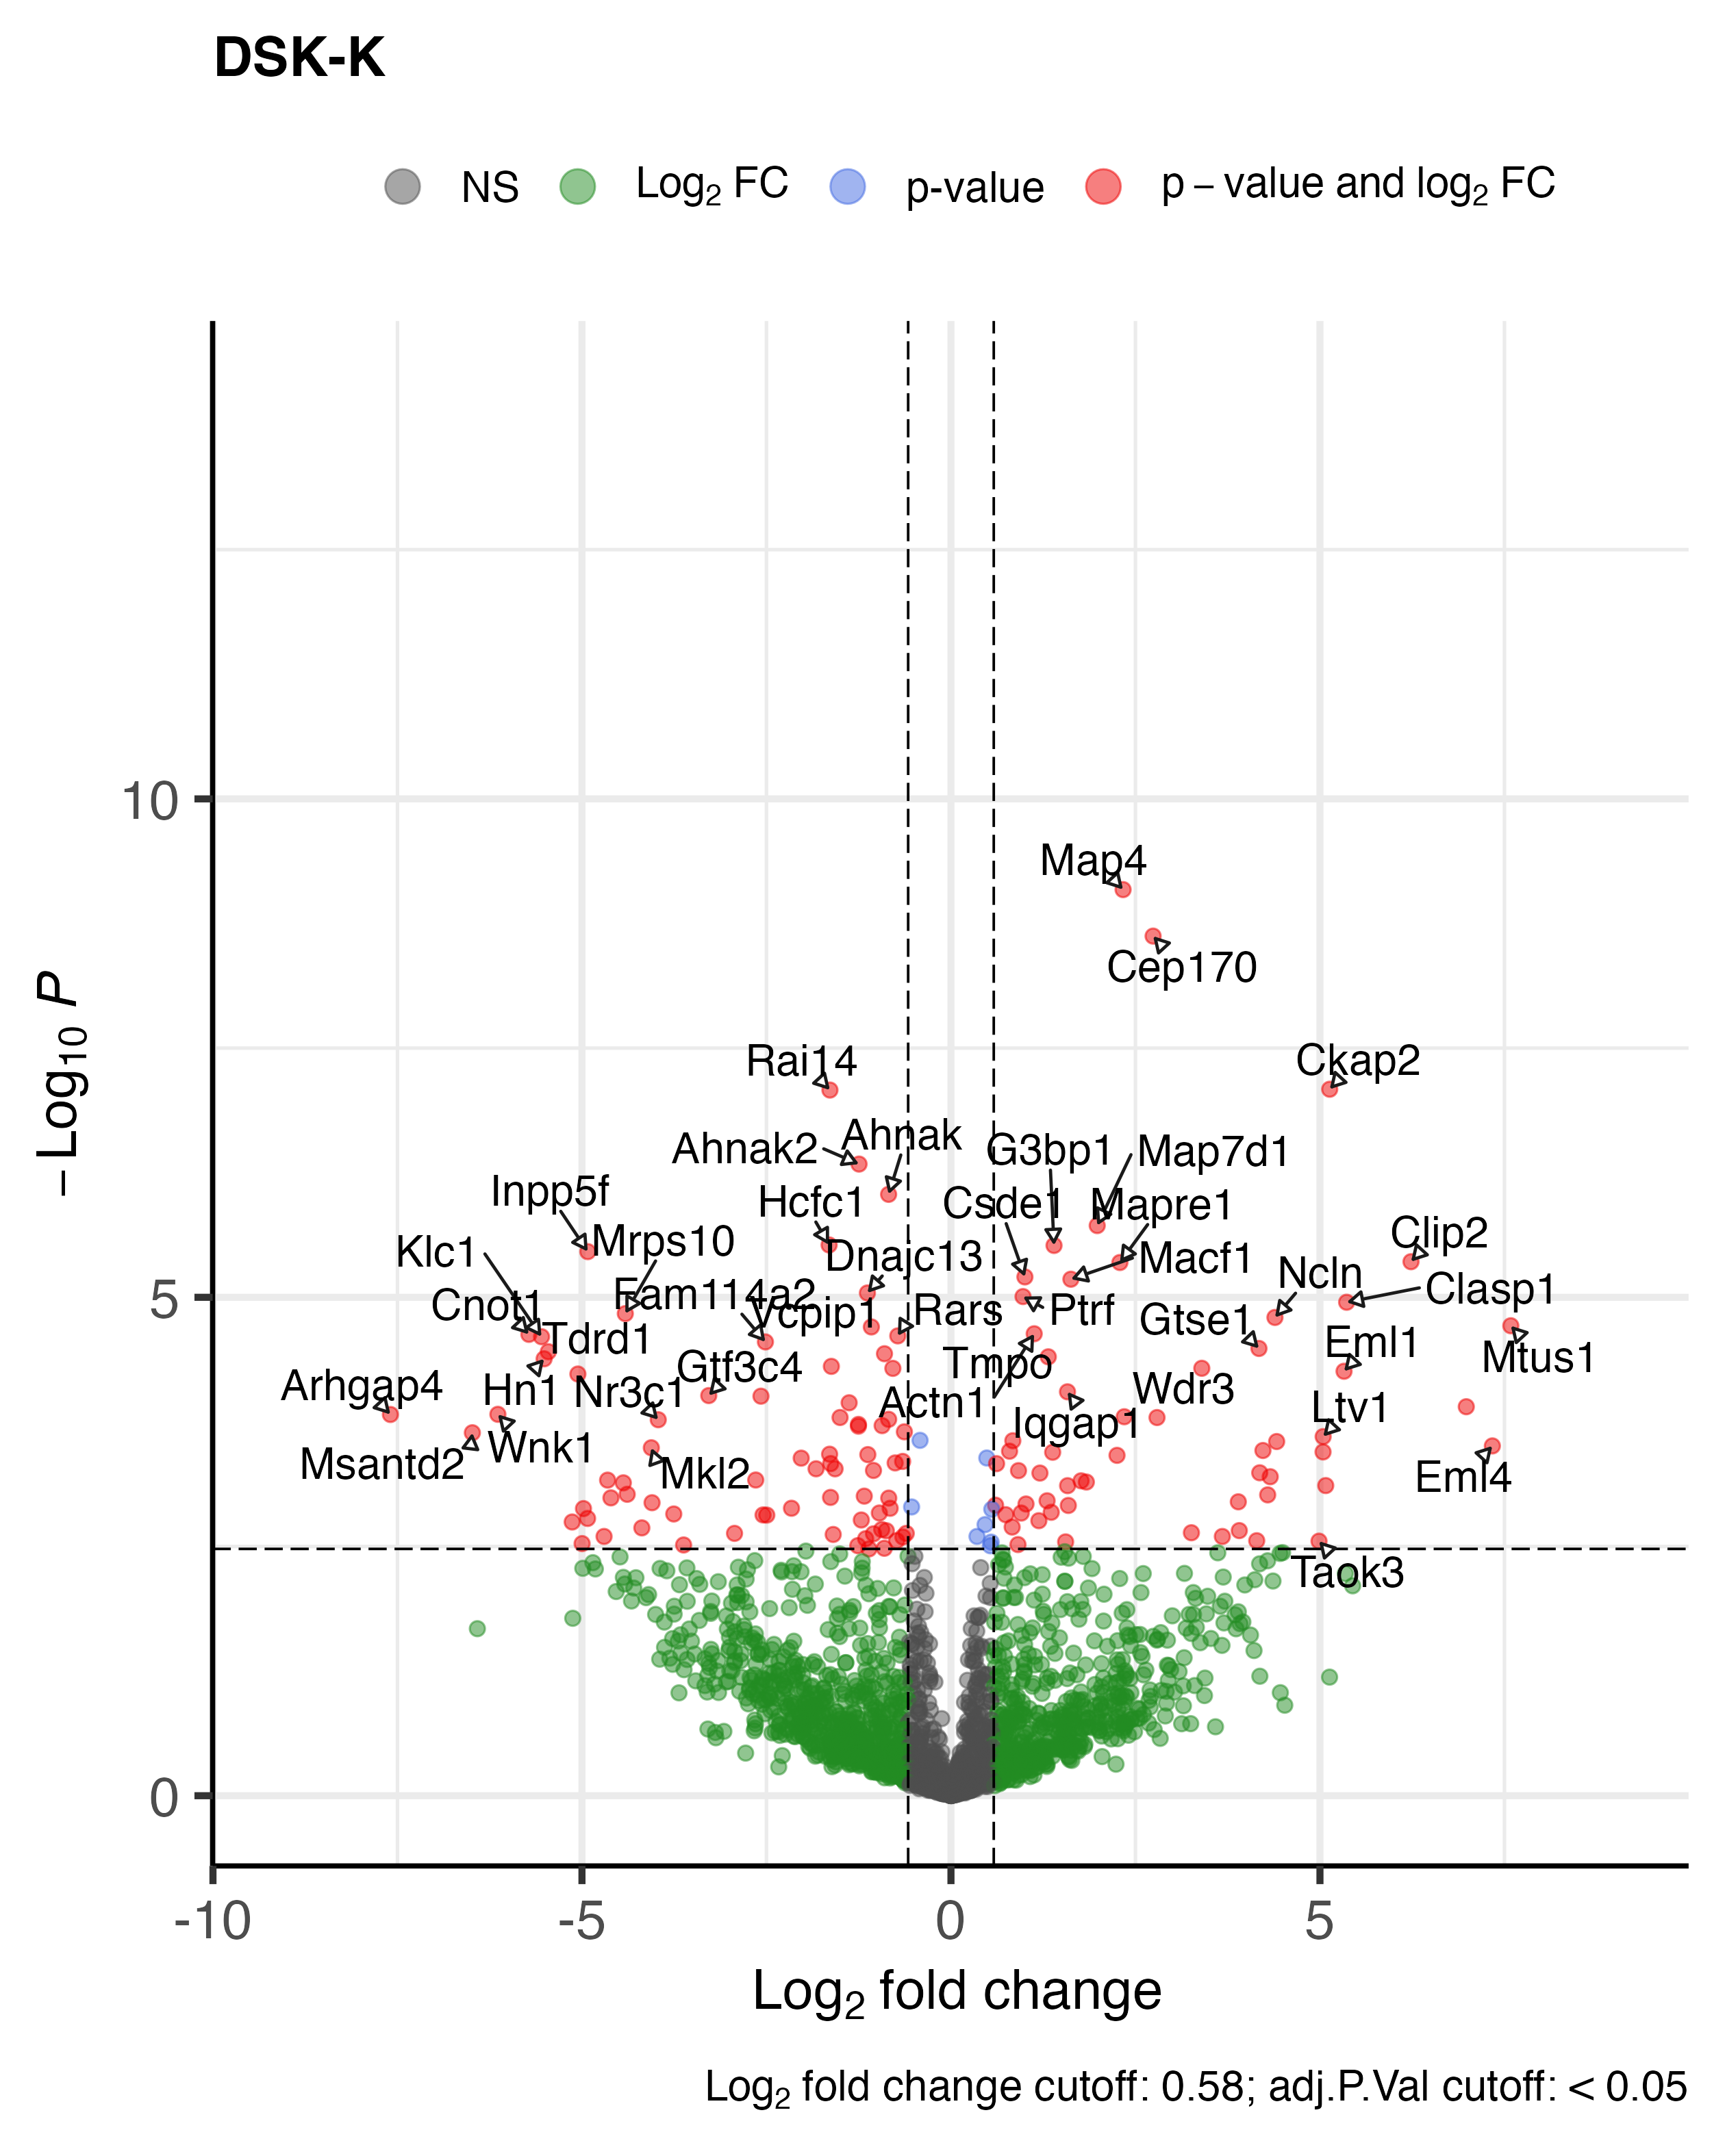 DSK-K
NS Log2 FC p-value p – value and log2 FC
Map4
Cep170
Rai14
Ckap2
Ahnak
Ahnak2
G3bp1
Map7d1
Inpp5f
Hcfc1
Csde1
Mapre1
Clip2
Klc1
Mrps10
Dnajc13
Macf1
Ncln
Clasp1
Cnot1
Fam114a2
Vcpip1
Rars
Ptrf
Gtse1
Tdrd1
Eml1
Mtus1
Gtf3c4
Tmpo
Arhgap4
Hn1
Nr3c1
Actn1
Wdr3
Ltv1
Iqgap1
Msantd2
Wnk1
Mkl2
Eml4
Taok3
10
5
0
–Log10 P
-10
-5
0
5
Log2 fold change
Log2 fold change cutoff: 0.58; adj.P.Val cutoff: < 0.05